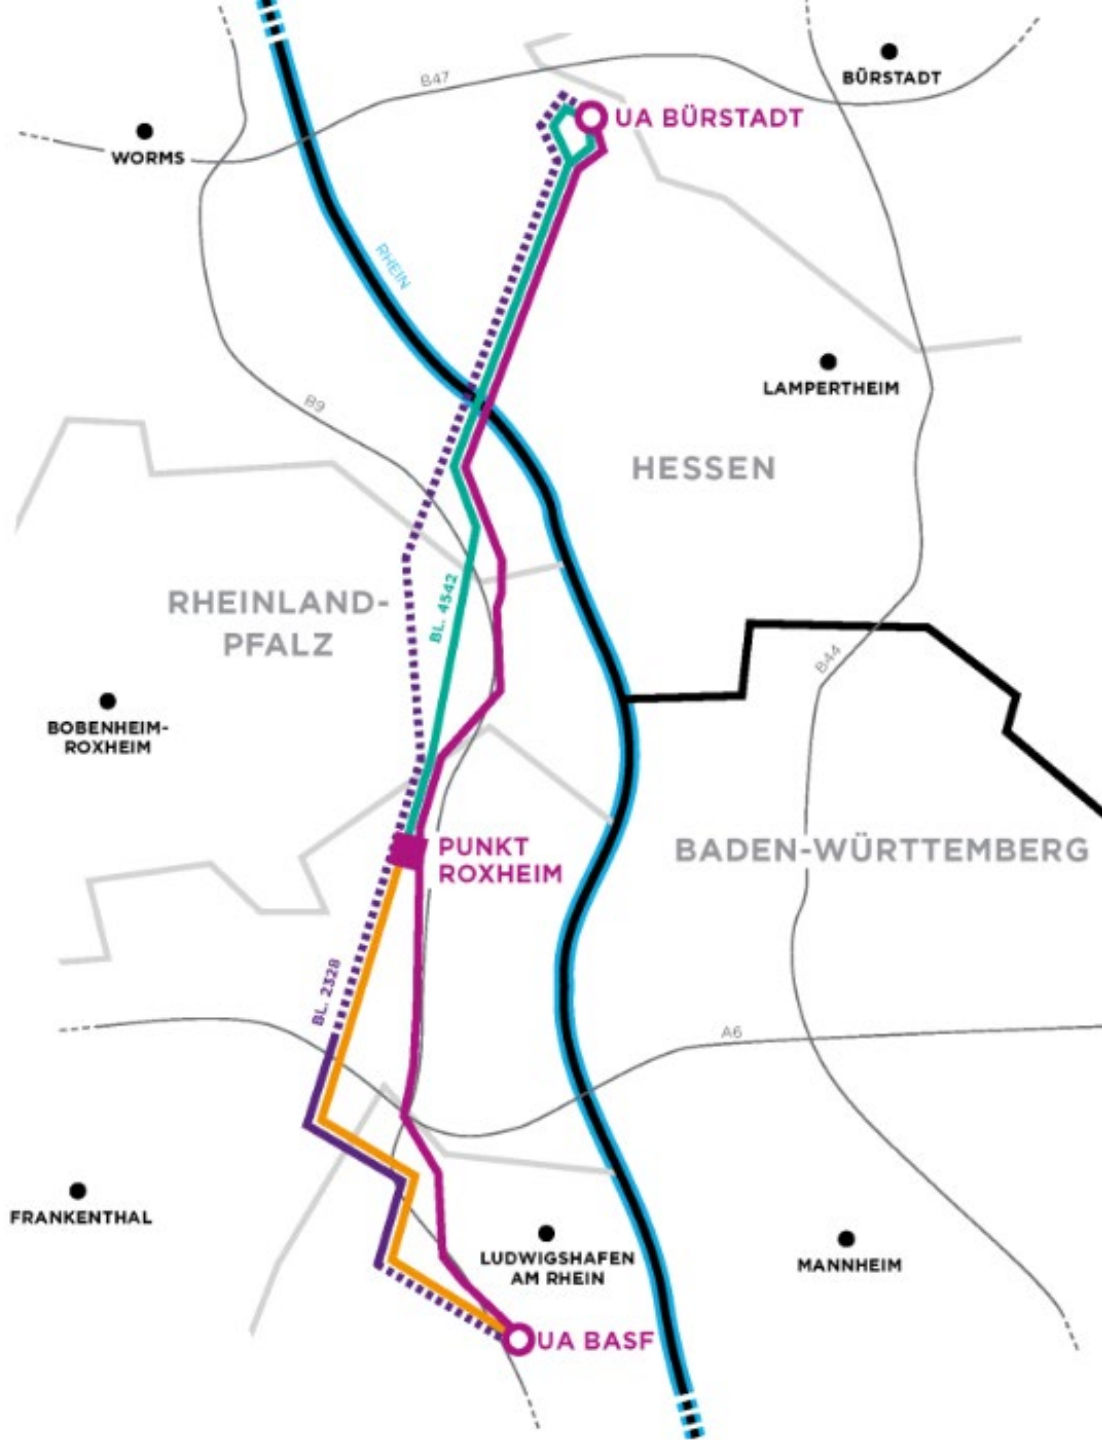 BÜRSTADT
B47
UA BÜRSTADT
WORMS
RHEIN
LAMPERTHEIM
B9
HESSEN
BL. 4542
RHEINLAND-
PFALZ
B44
BOBENHEIM-
ROXHEIM
PUNKT
ROXHEIM
BADEN-WÜRTTEMBERG
BL. 2328
A6
FRANKENTHAL
LUDWIGSHAFEN
AM RHEIN
MANNHEIM
UA BASF